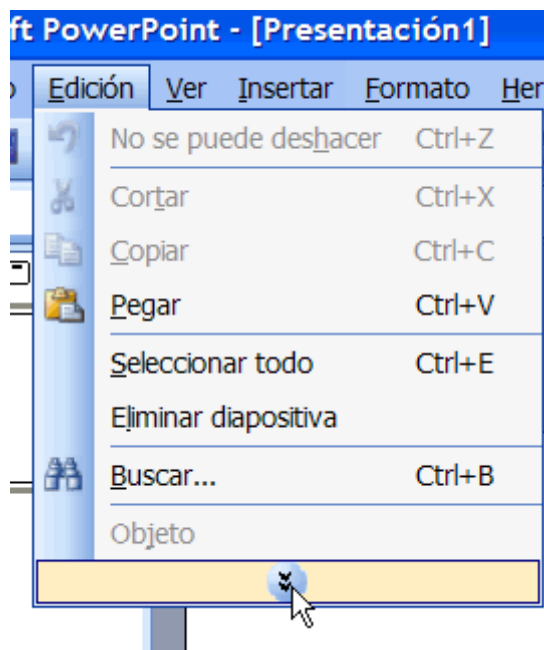 ft PowerPoint - [Presentación1]
Edición Ver Insertar Formato Her
No se puede deshacer Ctrl+Z
Cortar Ctrl+X
Copiar Ctrl+C
Pegar Ctrl+V
Seleccionar todo Ctrl+E
Eliminar diapositiva
Buscar... Ctrl+B
Objeto